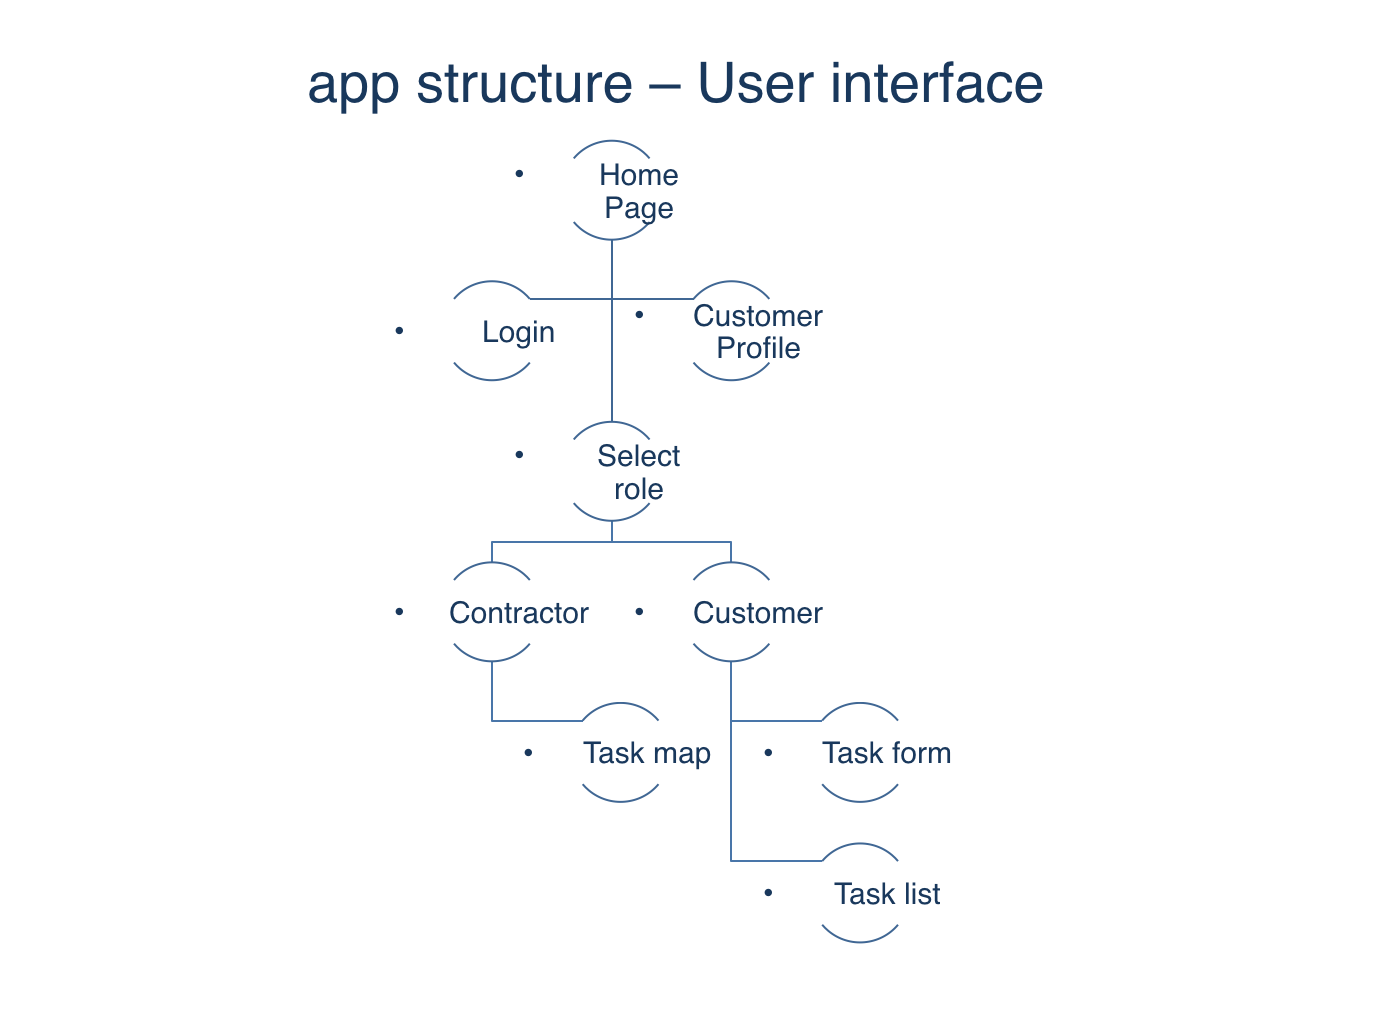 app structure – User interface
• Home
Page
• Login
• Customer
Profile
• Select
role
• Contractor
• Customer
• Task map
• Task form
• Task list